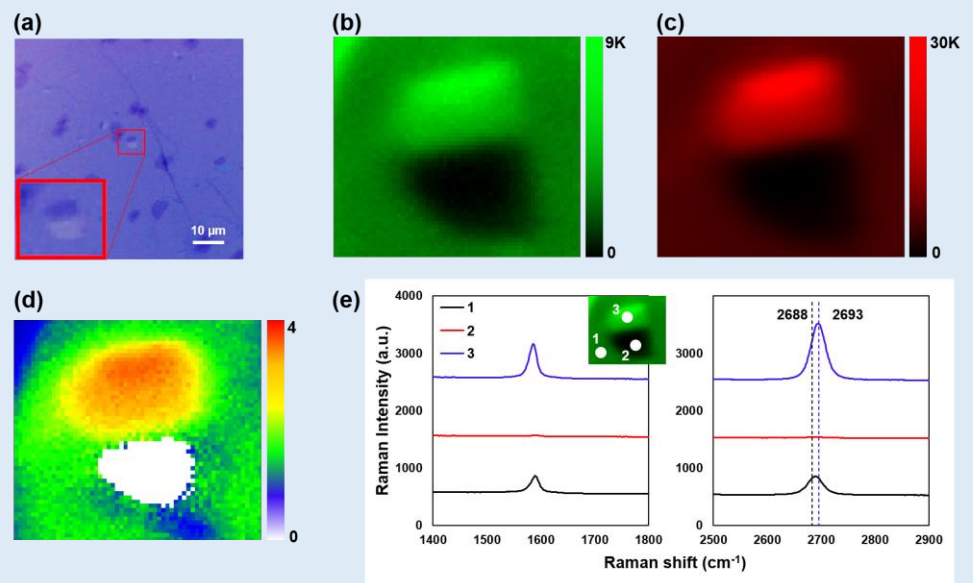 (a)
10 µm
(b)
9K
0
(c)
30K
0
(d)
4
0
(e)
Raman Intensity (a.u.)
4000
3000
2000
1000
0
1
2
3
3
1
2
1400 1500 1600 1700 1800
2688 2693
3000
2000
1000
0
2500 2600 2700 2800 2900
Raman shift (cm⁻¹)